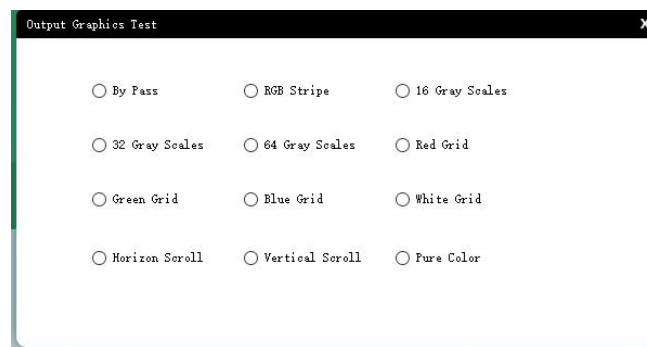 Output Graphics Test X
By Pass RGB Stripe 16 Gray Scales
32 Gray Scales 64 Gray Scales Red Grid
Green Grid Blue Grid White Grid
Horizon Scroll Vertical Scroll Pure Color